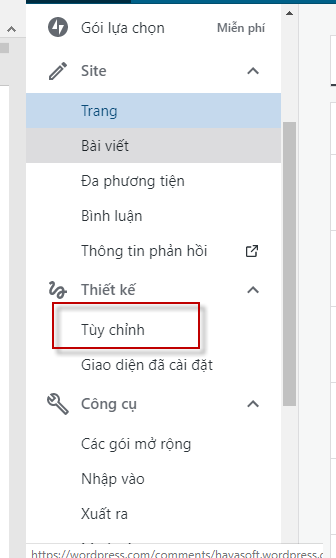 Gói lựa chọn Miễn phí
Site
Trang
Bài viết
Đa phương tiện
Bình luận
Thông tin phản hồi
Thiết kế
Tùy chỉnh
Giao diện đã cài đặt
Công cụ
Các gói mở rộng
Nhập vào
Xuất ra
https://wordpress.com/comments/hayasoft.wordpress.c